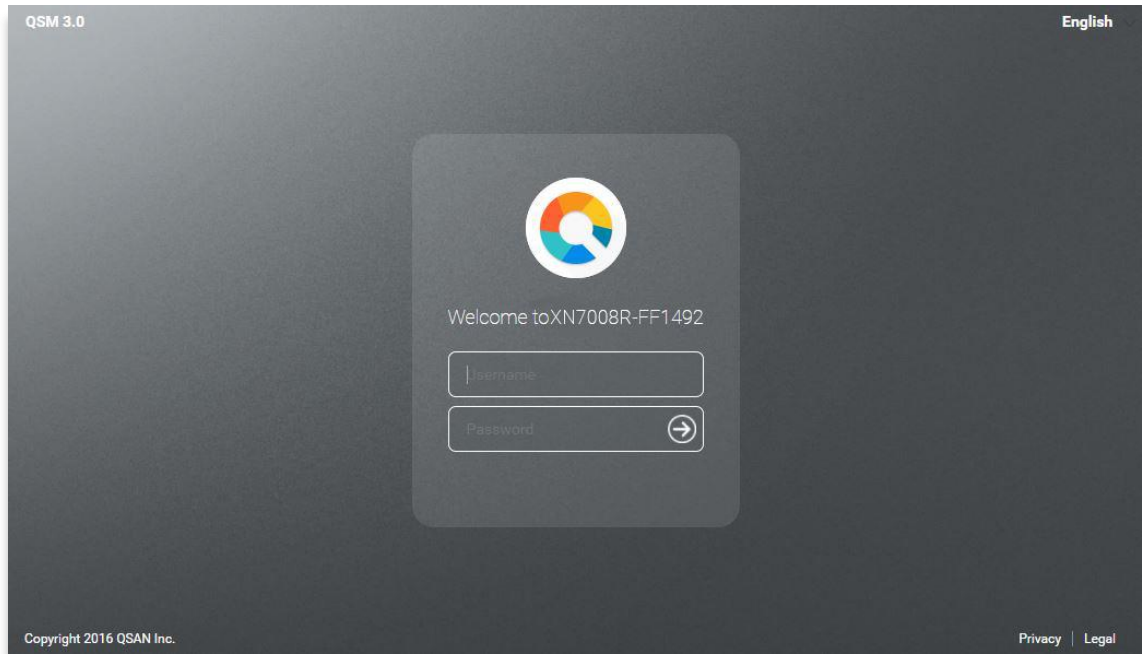 QSM 3.0
English
Welcome toXN7008R-FF1492
Username
Password
Copyright 2016 QSAN Inc.
Privacy | Legal